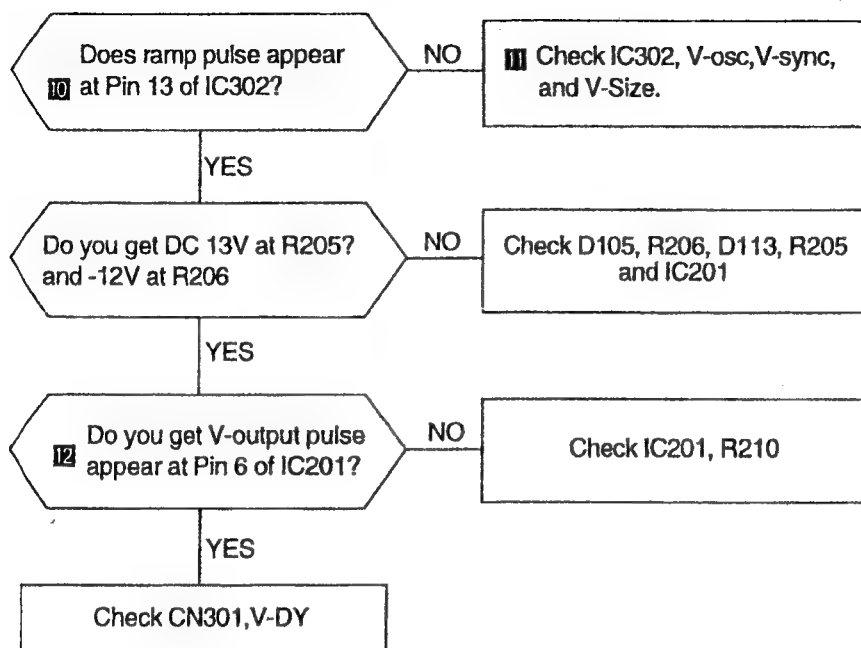 Does ramp pulse appear
10 at Pin 13 of IC302?
NO
11 Check IC302, V-osc,V-sync,
and V-Size.
YES
Do you get DC 13V at R205?
and -12V at R206
NO
Check D105, R206, D113, R205
and IC201
YES
12 Do you get V-output pulse
appear at Pin 6 of IC201?
NO
Check IC201, R210
YES
Check CN301,V-DY